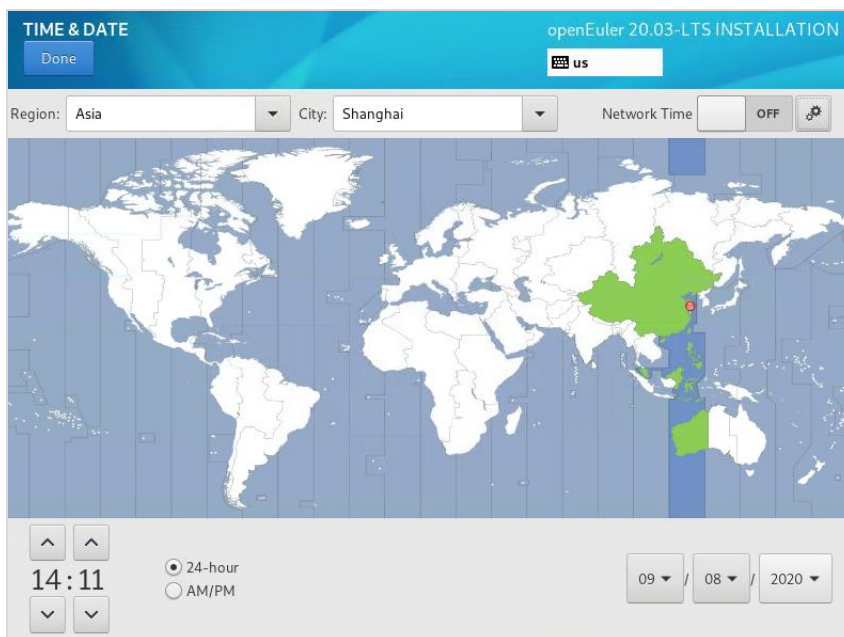 TIME & DATE
openEuler 20.03-LTS INSTALLATION
Done
us
Region: Asia City: Shanghai Network Time OFF
14:11
24-hour
AM/PM
09 / 08 / 2020